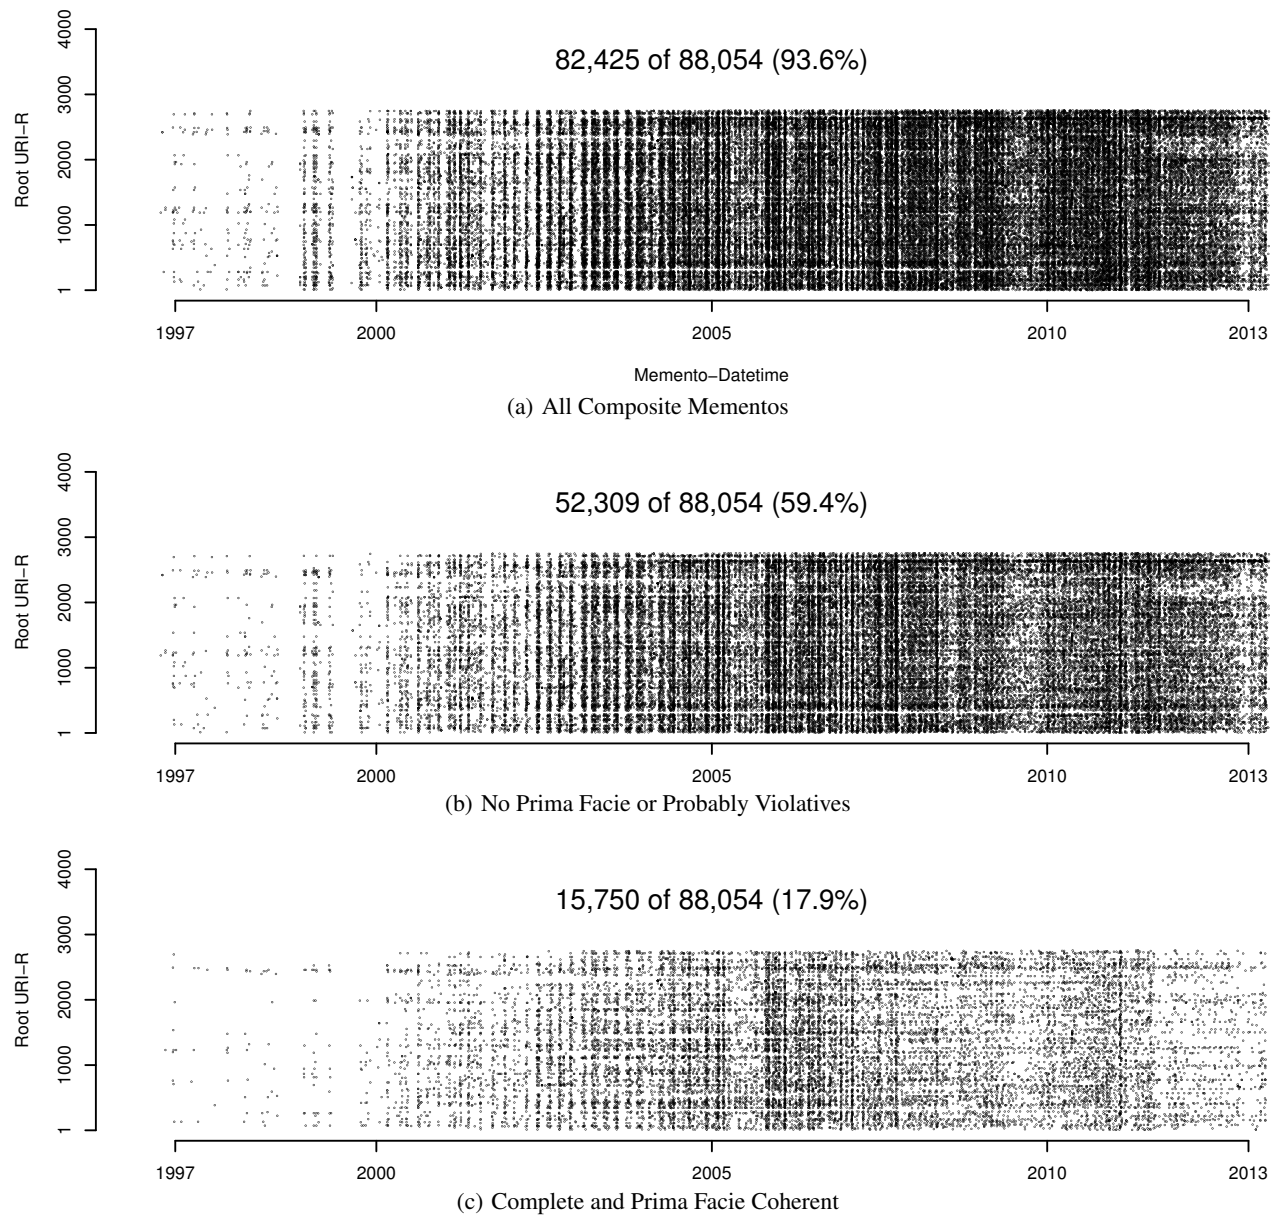 4000
3000
2000
1000
1
Root URI−R
82,425 of 88,054 (93.6%)
1997 2000 2005 2010 2013
Memento−Datetime
(a) All Composite Mementos
4000
3000
2000
1000
1
Root URI−R
52,309 of 88,054 (59.4%)
1997 2000 2005 2010 2013
(b) No Prima Facie or Probably Violatives
4000
3000
2000
1000
1
Root URI−R
15,750 of 88,054 (17.9%)
1997 2000 2005 2010 2013
(c) Complete and Prima Facie Coherent